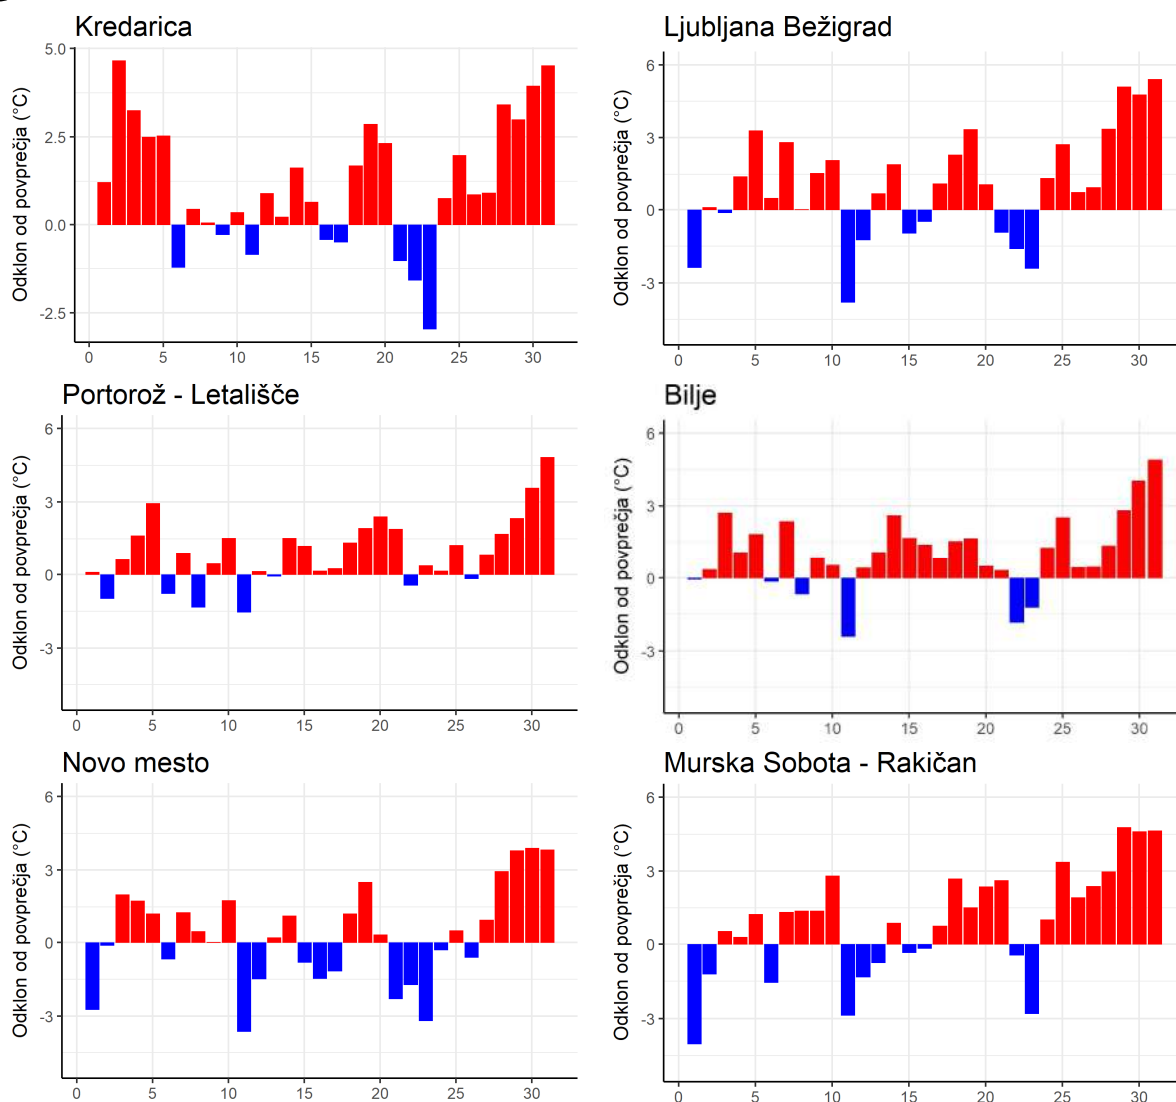 Kredarica
Odklon od povprečja (°C)
5.0
2.5
0.0
-2.5
0 5 10 15 20 25 30
Ljubljana Bežigrad
Odklon od povprečja (°C)
6
3
0
-3
0 5 10 15 20 25 30
Portorož - Letališče
Odklon od povprečja (°C)
6
3
0
-3
0 5 10 15 20 25 30
Bilje
Odklon od povprečja (°C)
6
3
0
-3
0 5 10 15 20 25 30
Novo mesto
Odklon od povprečja (°C)
6
3
0
-3
0 5 10 15 20 25 30
Murska Sobota - Rakičan
Odklon od povprečja (°C)
6
3
0
-3
0 5 10 15 20 25 30